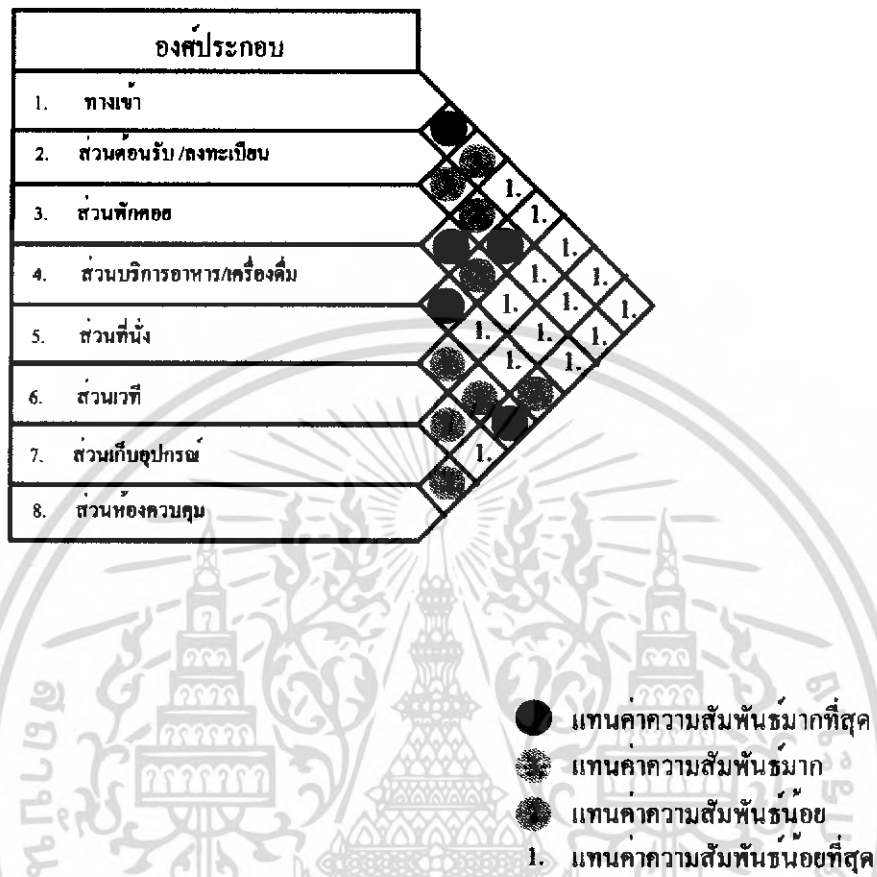 องค์ประกอบ
1. ทางเข้า
2. ส่วนต้อนรับ /ลงทะเบียน
1.
3. ส่วนพักคอย
1.
1.
4. ส่วนบริการอาหาร/เครื่องดื่ม
1. 1.
1. 1. 1.
5. ส่วนที่นั่ง
1. 1. 1.
1. 1.
6. ส่วนเวที
7. ส่วนเก็บอุปกรณ์
1.
8. ส่วนห้องควบคุม
แทนค่าความสัมพันธ์มากที่สุด
แทนค่าความสัมพันธ์มาก
แทนค่าความสัมพันธ์น้อย
1. แทนค่าความสัมพันธ์น้อยที่สุด